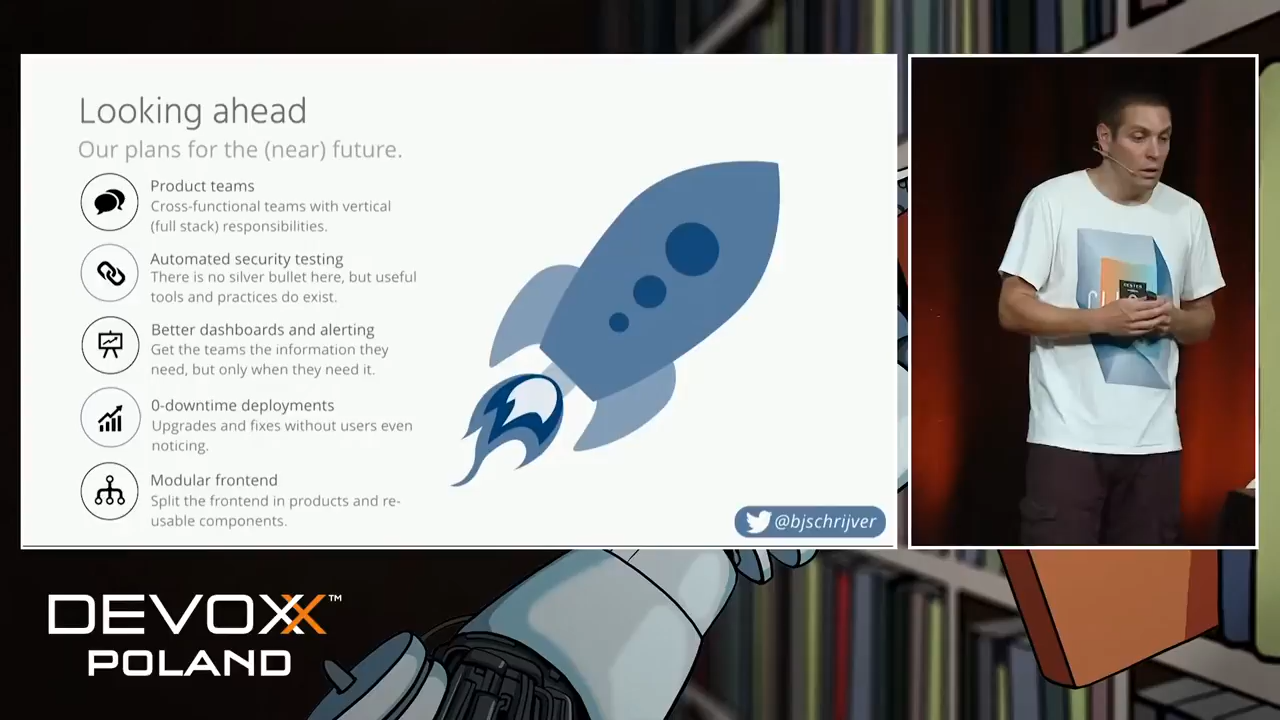 Looking ahead
Our plans for the (near) future.
Product teams
Cross-functional teams with vertical
(full stack) responsibilities.
Automated security testing
There is no silver bullet here, but useful
tools and practices do exist.
Better dashboards and alerting
Get the teams the information they
need, but only when they need it.
0-downtime deployments
Upgrades and fixes without users even
noticing.
Modular frontend
Split the frontend in products and re-
usable components.
@bjschrijver
DEVOXX™
POLAND